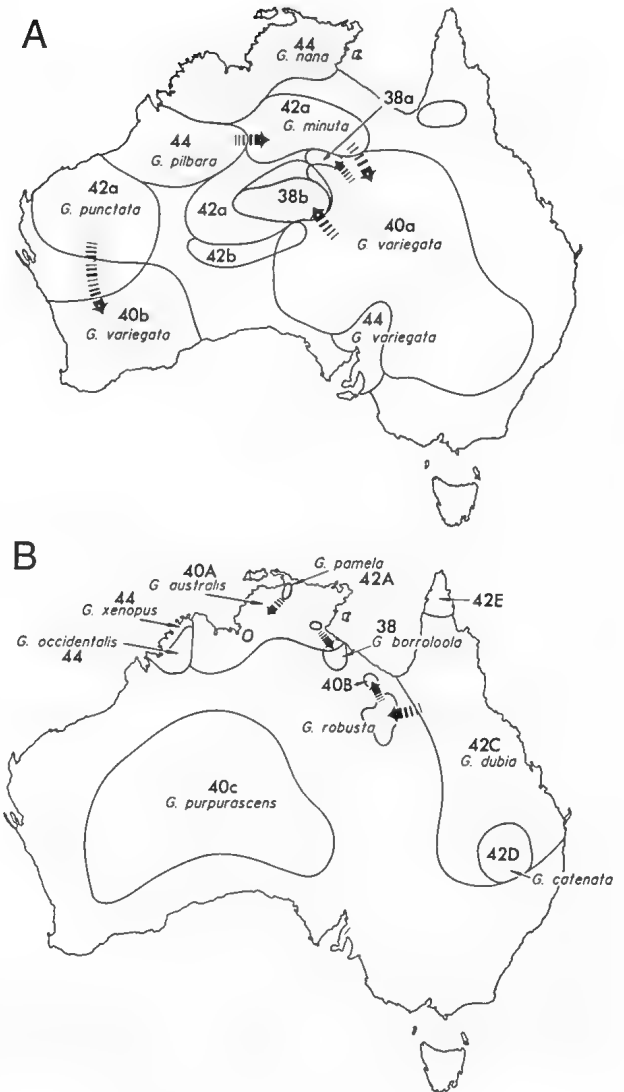 A
44
G. nana
38a
42a
G. minuta
44
G. pilbara
42a
G. punctata
42a
38b
40a
G. variegata
42b
40b
G. variegata
44
G. variegata
B
40A
G. australis
G. pamela
42A
44
G. xenopus
42E
G. occidentalis
44
38
G. borroloola
40B
G. robusta
42C
G. dubia
40c
G. purpurascens
42D
G. catenata